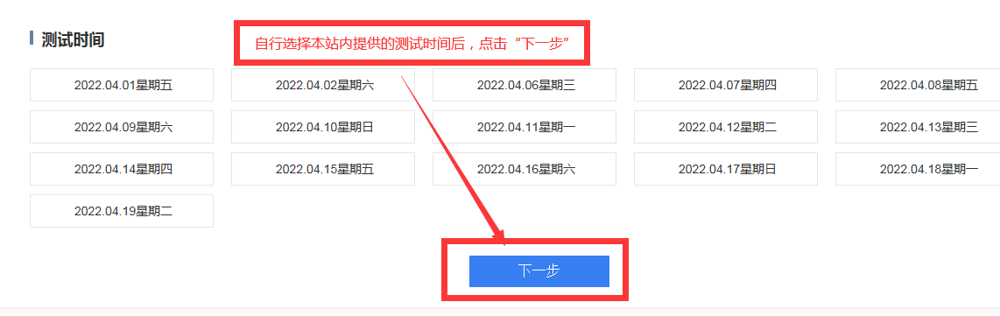 测试时间
自行选择本站内提供的测试时间后，点击“下一步”
2022.04.01星期五 2022.04.02星期六 2022.04.06星期三 2022.04.07星期四 2022.04.08星期五
2022.04.09星期六 2022.04.10星期日 2022.04.11星期一 2022.04.12星期二 2022.04.13星期三
2022.04.14星期四 2022.04.15星期五 2022.04.16星期六 2022.04.17星期日 2022.04.18星期一
2022.04.19星期二
下一步